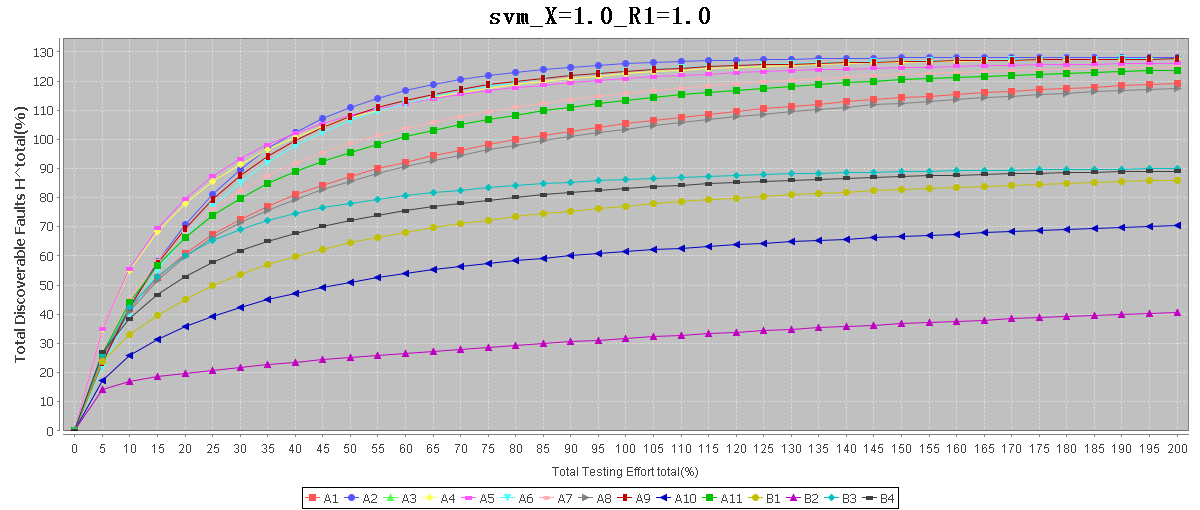 svm_X=1.0_R1=1.0
Total Discoverable Faults H^total(%)
130
120
110
100
90
80
70
60
50
40
30
20
10
0
0 5 10 15 20 25 30 35 40 45 50 55 60 65 70 75 80 85 90 95 100 105 110 115 120 125 130 135 140 145 150 155 160 165 170 175 180 185 190 195 200
Total Testing Effort total(%)
A1 A2 A3 A4 A5 A6 A7 A8 A9 A10 A11 B1 B2 B3 B4